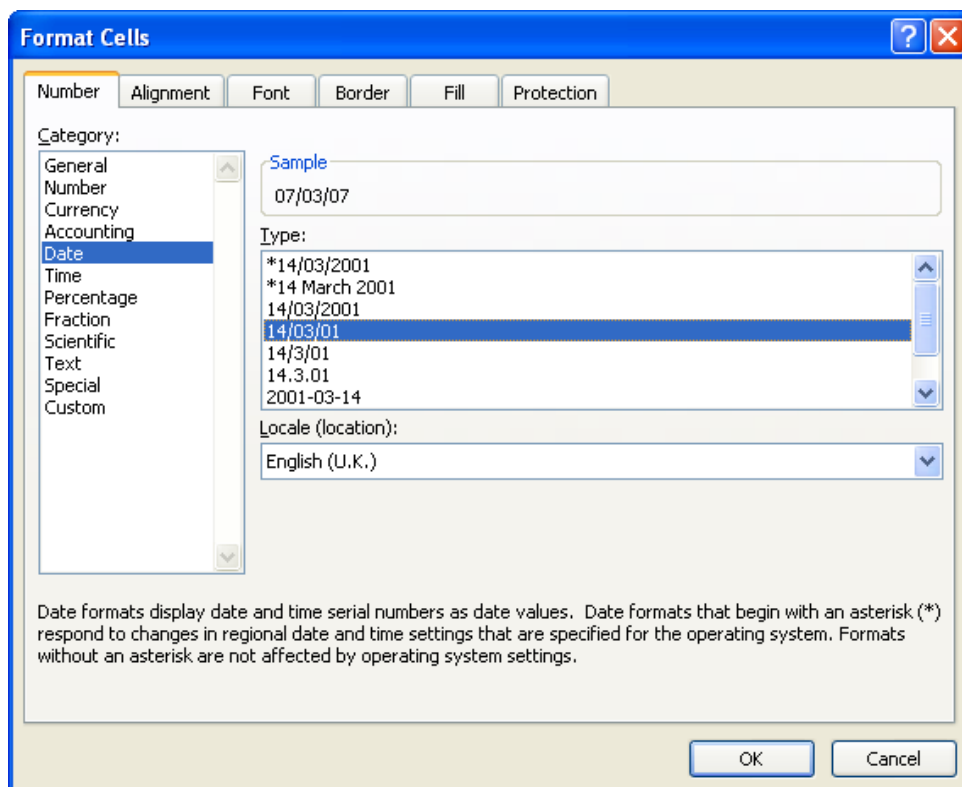 Format Cells
Number Alignment Font Border Fill Protection
Category:
General
Number
Currency
Accounting
Date
Time
Percentage
Fraction
Scientific
Text
Special
Custom
Sample
07/03/07
Type:
*14/03/2001
*14 March 2001
14/03/2001
14/03/01
14/3/01
14.3.01
2001-03-14
Locale (location):
English (U.K.)
Date formats display date and time serial numbers as date values. Date formats that begin with an asterisk (*)
respond to changes in regional date and time settings that are specified for the operating system. Formats
without an asterisk are not affected by operating system settings.
OK Cancel